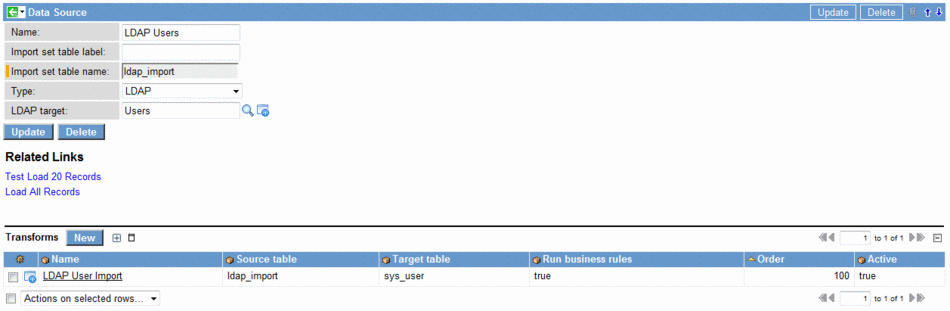 Data Source Update Delete
Name: LDAP Users
Import set table label:
Import set table name: ldap_import
Type: LDAP
LDAP target: Users
Update Delete
Related Links
Test Load 20 Records
Load All Records
Transforms New 1 to 1 of 1
Name Source table Target table Run business rules Order Active
LDAP User Import ldap_import sys_user true 100 true
Actions on selected rows... 1 to 1 of 1